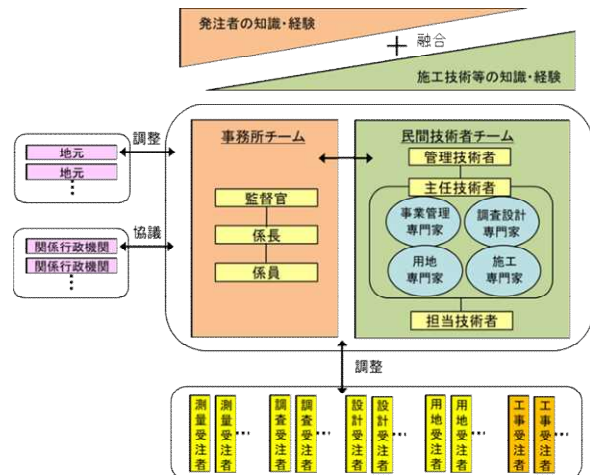 発注者の知識・経験
＋ 融合
施工技術等の知識・経験
事務所チーム
監督官
係長
係員
民間技術者チーム
管理技術者
主任技術者
事業管理
専門家
調査設計
専門家
用地
専門家
施工
専門家
担当技術者
調整
地元
地元
⋮
協議
関係行政機関
関係行政機関
⋮
調整
測量受注者
測量受注者
…
調査受注者
調査受注者
…
設計受注者
設計受注者
…
用地受注者
用地受注者
…
工事受注者
工事受注者
…